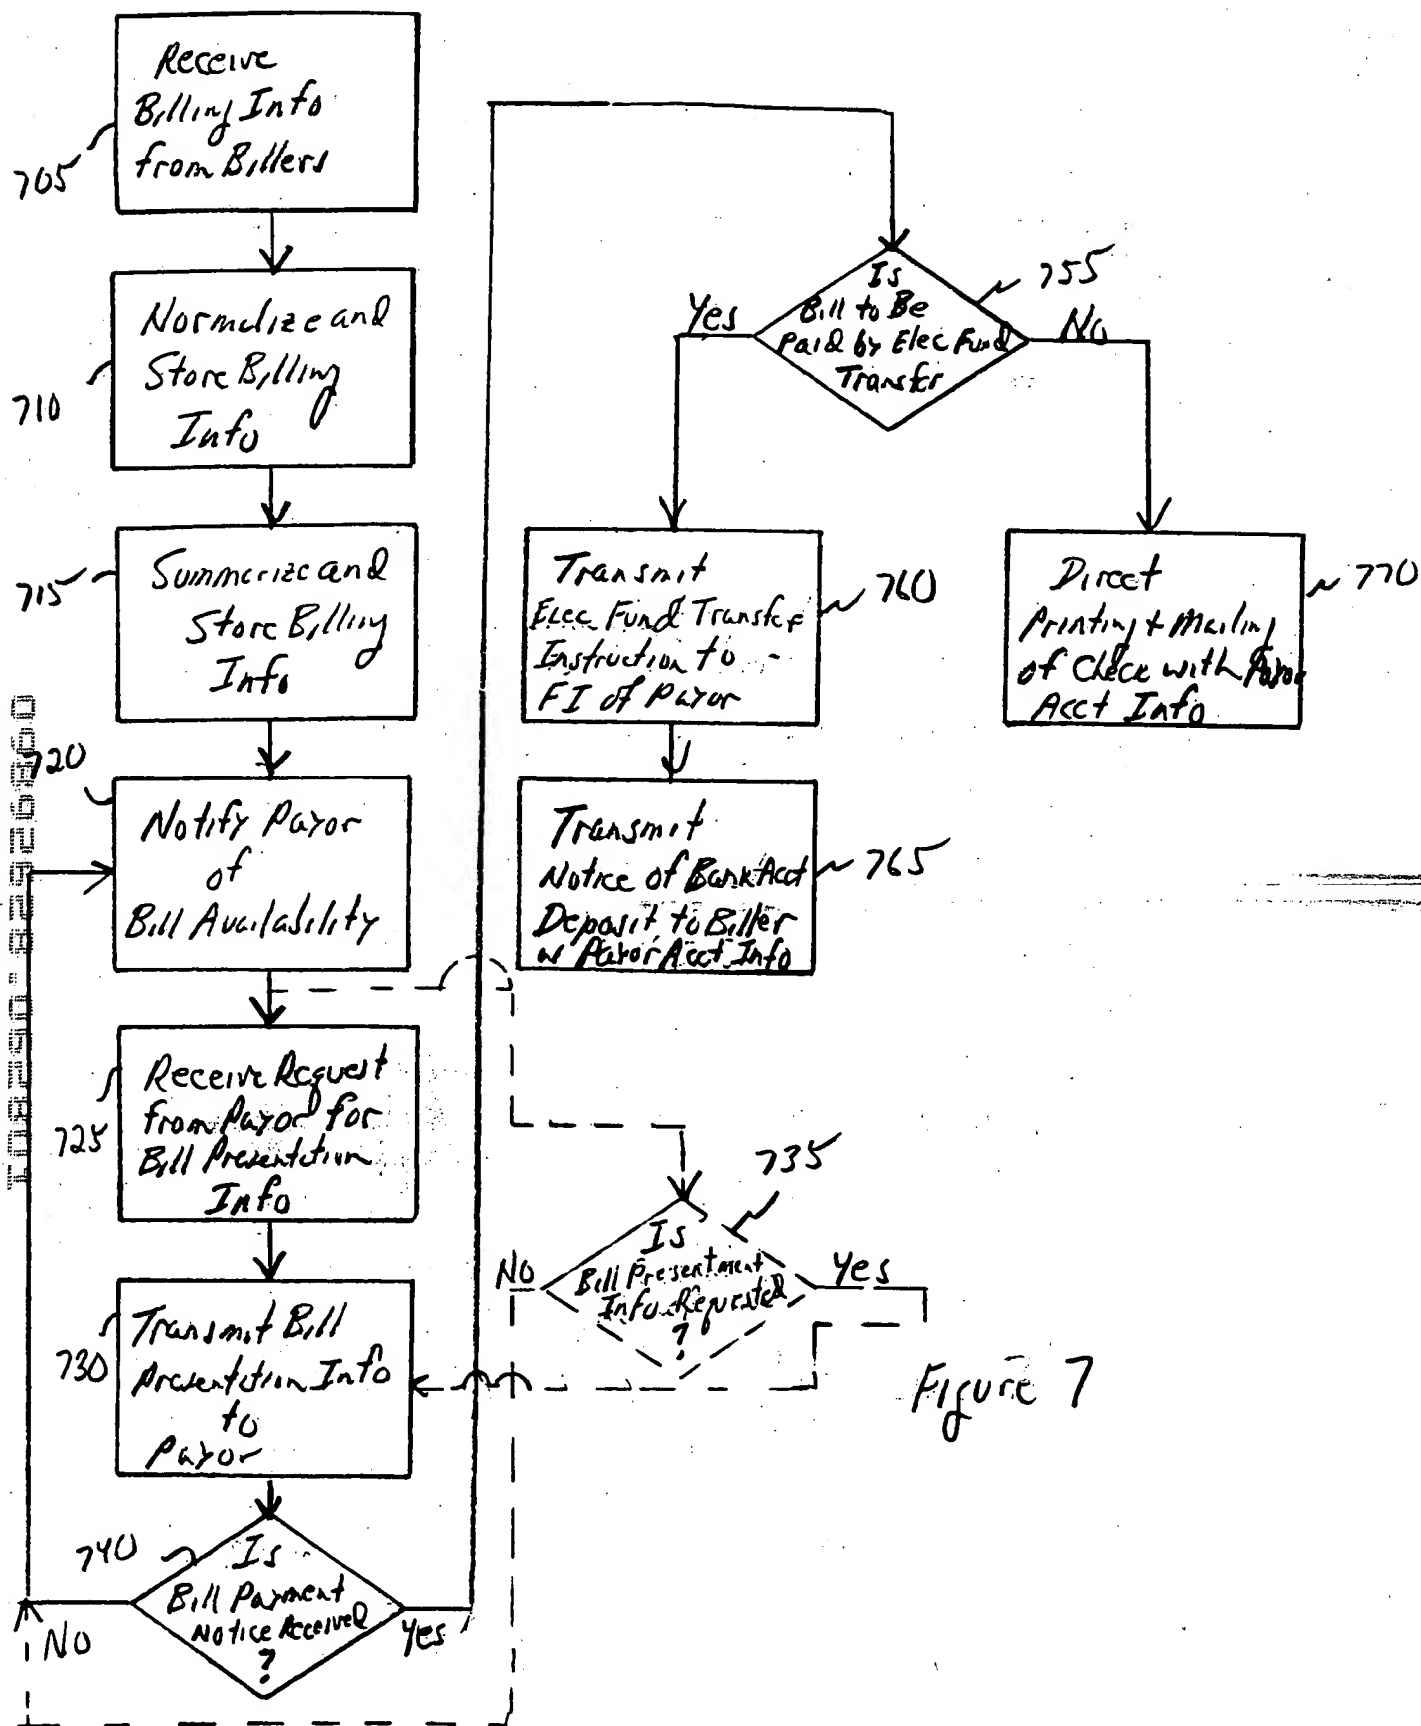 Receive
Billing Info
from Billers
705
Normalize and
Store Billing
Info
710
Summarize and
Store Billing
Info
715
720
Notify Payor
of
Bill Availability
Receive Request
from Payor for
Bill Presentation
Info
725
Transmit Bill
Presentation Info
to
Payor
730
740
Is
Bill Payment
Notice Received
?
No
Yes
Is
Bill to Be
Paid by Elec Fund
Transfer
755
Yes
No
Transmit
Elec Fund Transfer
Instruction to
FI of Payor
760
Direct
Printing + Mailing
of Check with Payor
Acct Info
770
Transmit
Notice of Bank Acct
Deposit to Biller
w Payor Acct Info
765
735
Is
Bill Presentment
Info Requested
?
No
Yes
Figure 7